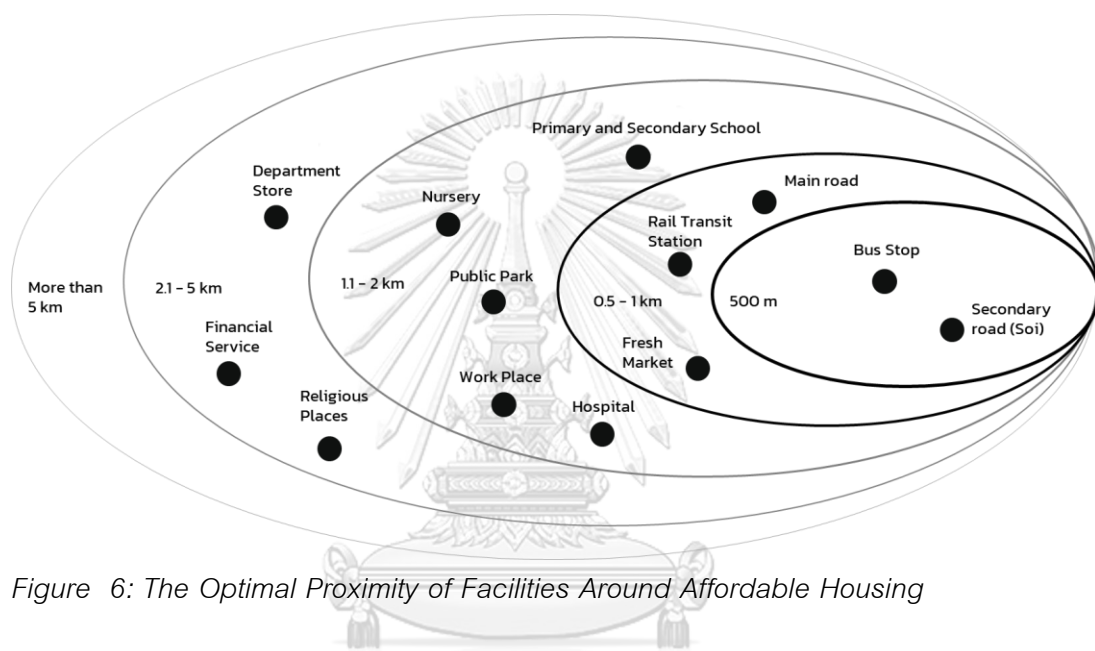 Primary and Secondary School
Department
Store
Main road
Nursery
Rail Transit
Station
Bus Stop
Public Park
More than
5 km
2.1 - 5 km
1.1 - 2 km
0.5 - 1 km
500 m
Secondary
road (Soi)
Financial
Service
Fresh
Market
Work Place
Religious
Places
Hospital
Figure 6: The Optimal Proximity of Facilities Around Affordable Housing